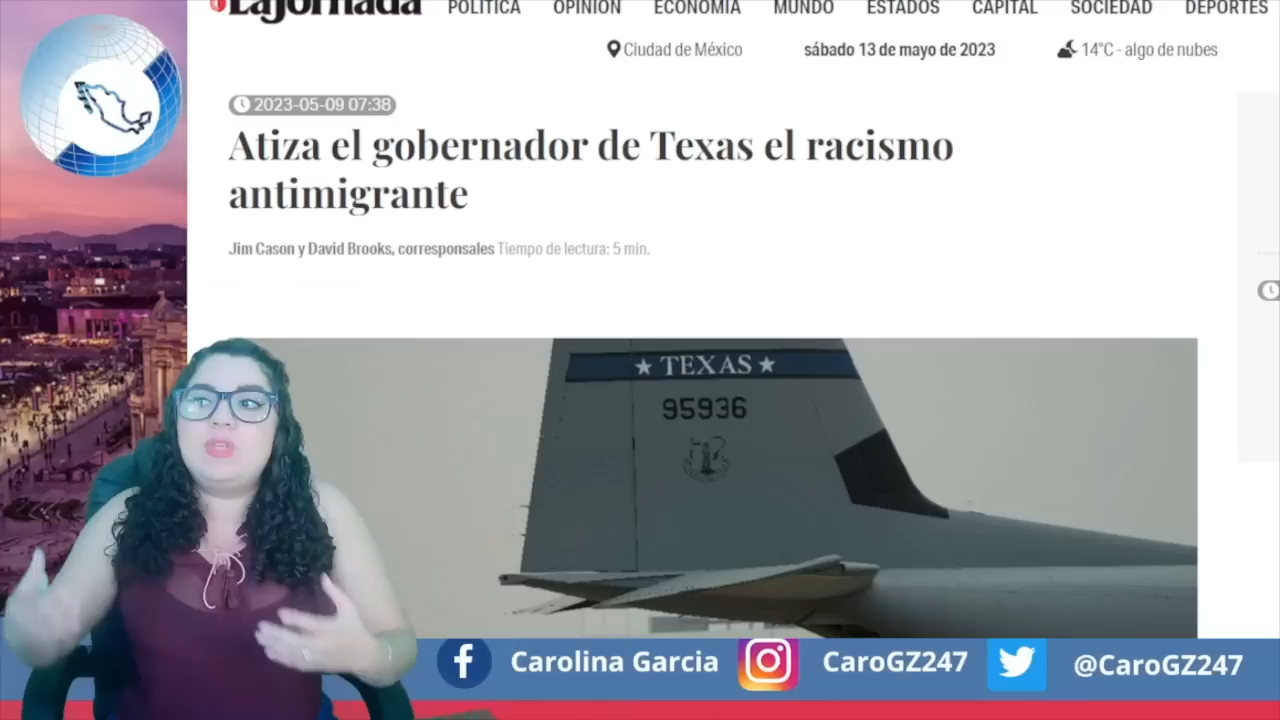 LaJornada
POLÍTICA OPINIÓN ECONOMÍA MUNDO ESTADOS CAPITAL SOCIEDAD DEPORTES
Ciudad de México sábado 13 de mayo de 2023 14°C - algo de nubes
2023-05-09 07:38
Atiza el gobernador de Texas el racismo
antimigrante
Jim Cason y David Brooks, corresponsales Tiempo de lectura: 5 min.
TEXAS
95936
Carolina Garcia CaroGZ247 @CaroGZ247